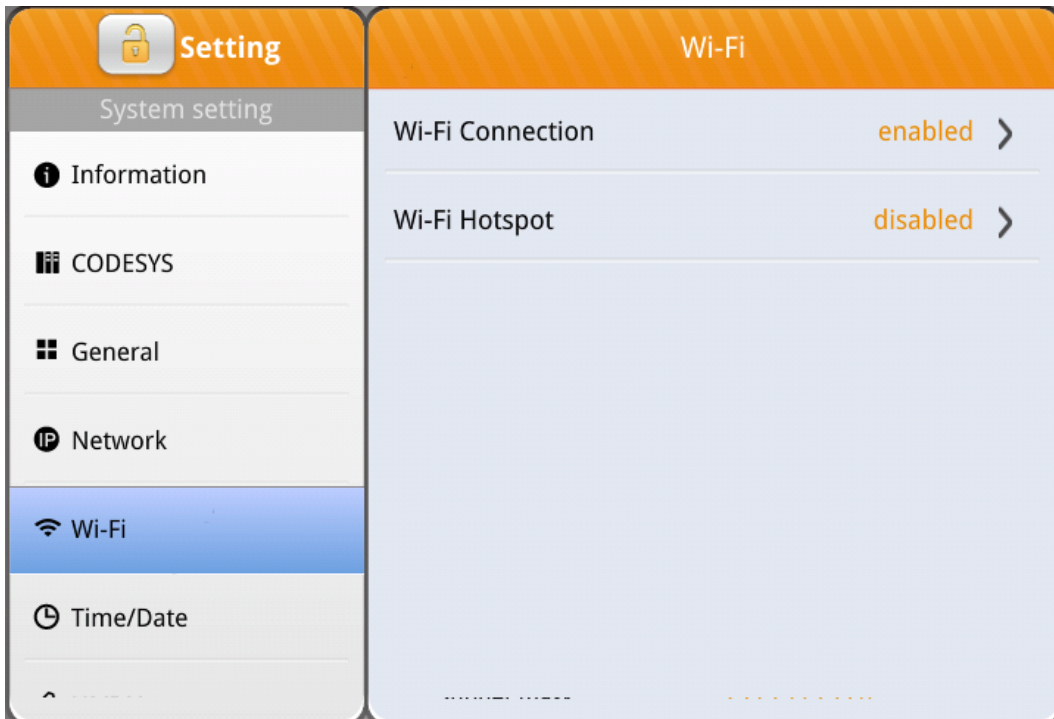 Setting
System setting
Information
CODESYS
General
Network
Wi-Fi
Time/Date
Wi-Fi
Wi-Fi Connection enabled
Wi-Fi Hotspot disabled